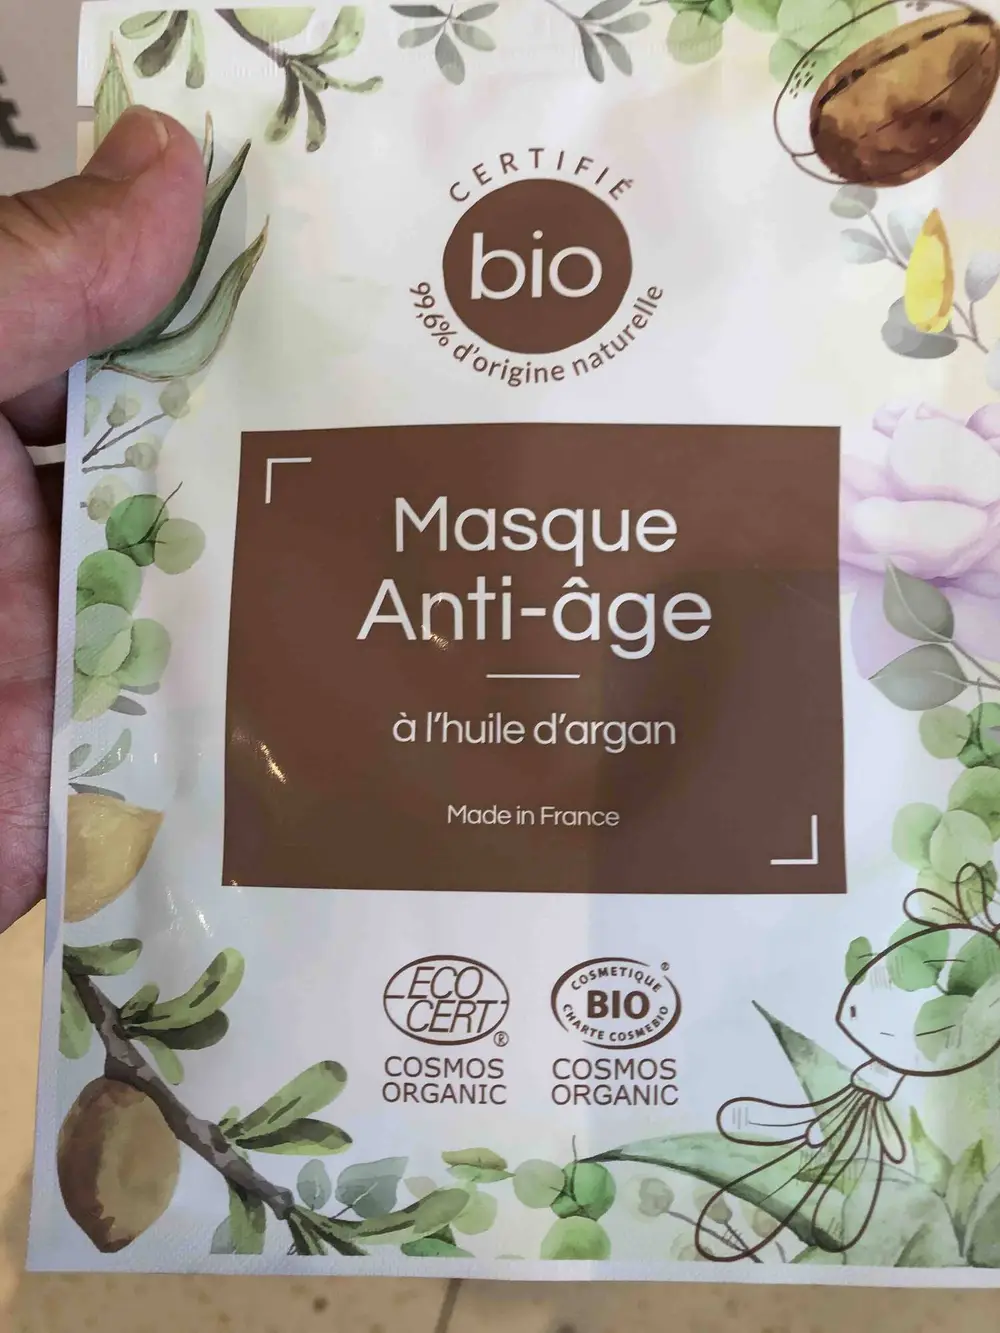 CERTIFIÉ
bio
99,6% d'origine naturelle
Masque
Anti-âge
à l'huile d'argan
Made in France
ECO
CERT®
COSMOS
ORGANIC
COSMETIQUE ®
BIO
CHARTE COSMEBIO
COSMOS
ORGANIC